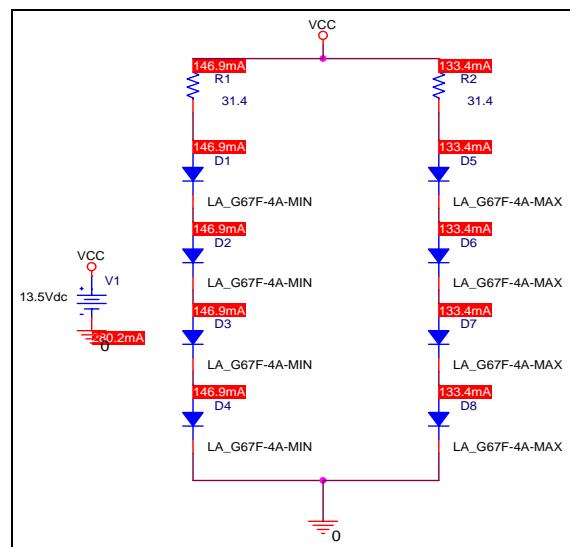 VCC
146.9mA
133.4mA
R1
R2
31.4
31.4
146.9mA
133.4mA
D1
D5
LA_G67F-4A-MIN
LA_G67F-4A-MAX
146.9mA
133.4mA
D2
D6
VCC
V1
LA_G67F-4A-MIN
LA_G67F-4A-MAX
13.5Vdc
+
-
146.9mA
133.4mA
280.2mA
0
D3
D7
LA_G67F-4A-MIN
LA_G67F-4A-MAX
146.9mA
133.4mA
D4
D8
LA_G67F-4A-MIN
LA_G67F-4A-MAX
0